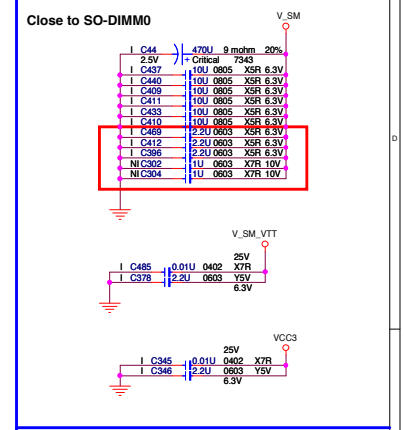 Close to SO-DIMM0
V_SM
I C44 470U 9 mohm 20%
2.5V + Critical 7343
I C437 10U 0805 X5R 6.3V
I C440 10U 0805 X5R 6.3V
I C409 10U 0805 X5R 6.3V
I C411 10U 0805 X5R 6.3V
I C433 10U 0805 X5R 6.3V
I C410 10U 0805 X5R 6.3V
I C469 2.2U 0603 X5R 6.3V
I C412 2.2U 0603 X5R 6.3V
I C396 2.2U 0603 X5R 6.3V
NI C302 1U 0603 X7R 10V
NI C304 1U 0603 X7R 10V
D
V_SM_VTT
25V
I C485 0.01U 0402 X7R
I C378 2.2U 0603 Y5V
6.3V
VCC3
25V
I C345 0.01U 0402 X7R
I C346 2.2U 0603 Y5V
6.3V